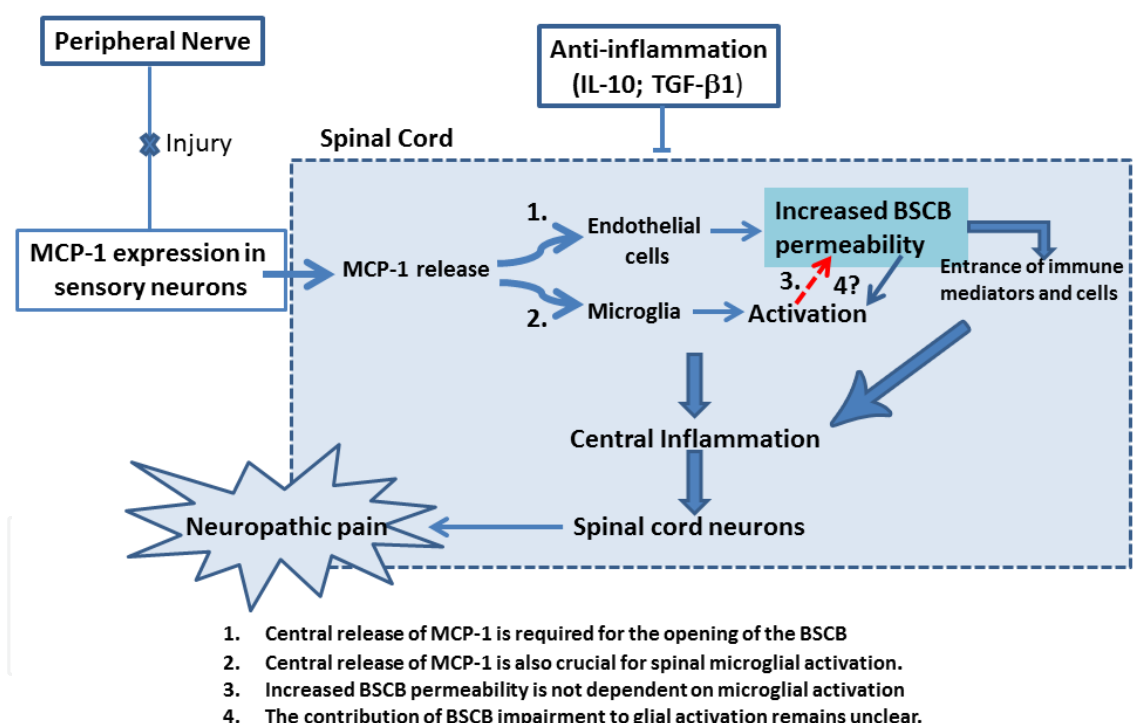 Peripheral Nerve
Anti-inflammation
(IL-10; TGF-β1)
Injury
Spinal Cord
MCP-1 expression in
sensory neurons
MCP-1 release
1.
Endothelial
cells
Increased BSCB
permeability
2.
Microglia
3.
4?
Activation
Entrance of immune
mediators and cells
Central Inflammation
Neuropathic pain
Spinal cord neurons
1. Central release of MCP-1 is required for the opening of the BSCB
2. Central release of MCP-1 is also crucial for spinal microglial activation.
3. Increased BSCB permeability is not dependent on microglial activation
4. The contribution of BSCB impairment to glial activation remains unclear.